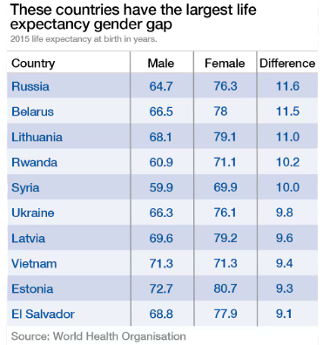 These countries have the largest life
expectancy gender gap
2015 life expectancy at birth in years.
Country Male Female Difference
Russia 64.7 76.3 11.6
Belarus 66.5 78 11.5
Lithuania 68.1 79.1 11.0
Rwanda 60.9 71.1 10.2
Syria 59.9 69.9 10.0
Ukraine 66.3 76.1 9.8
Latvia 69.6 79.2 9.6
Vietnam 71.3 71.3 9.4
Estonia 72.7 80.7 9.3
El Salvador 68.8 77.9 9.1
Source: World Health Organisation